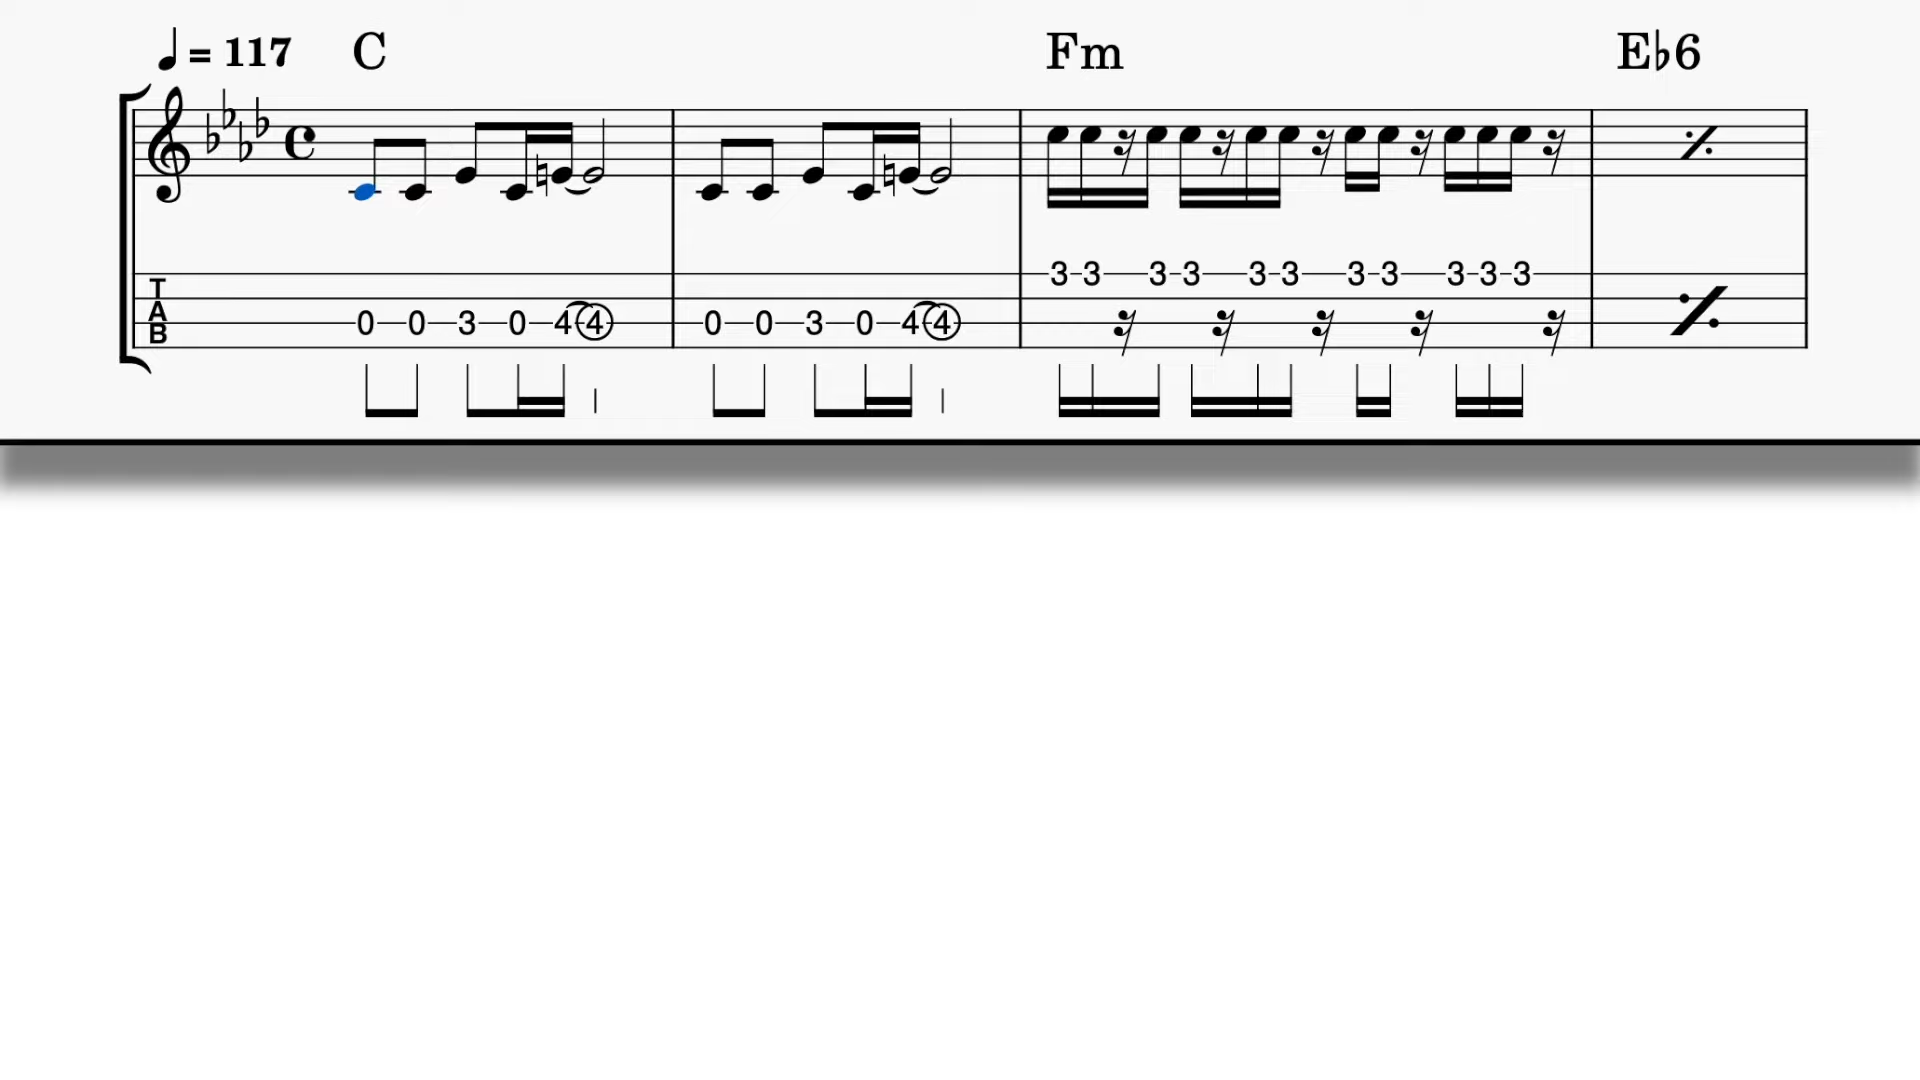 ♩ = 117 C Fm E♭6
3 3 3 3 3 3 3 3 3 3 3
T
A
B
0 0 3 0 4 4 0 0 3 0 4 4